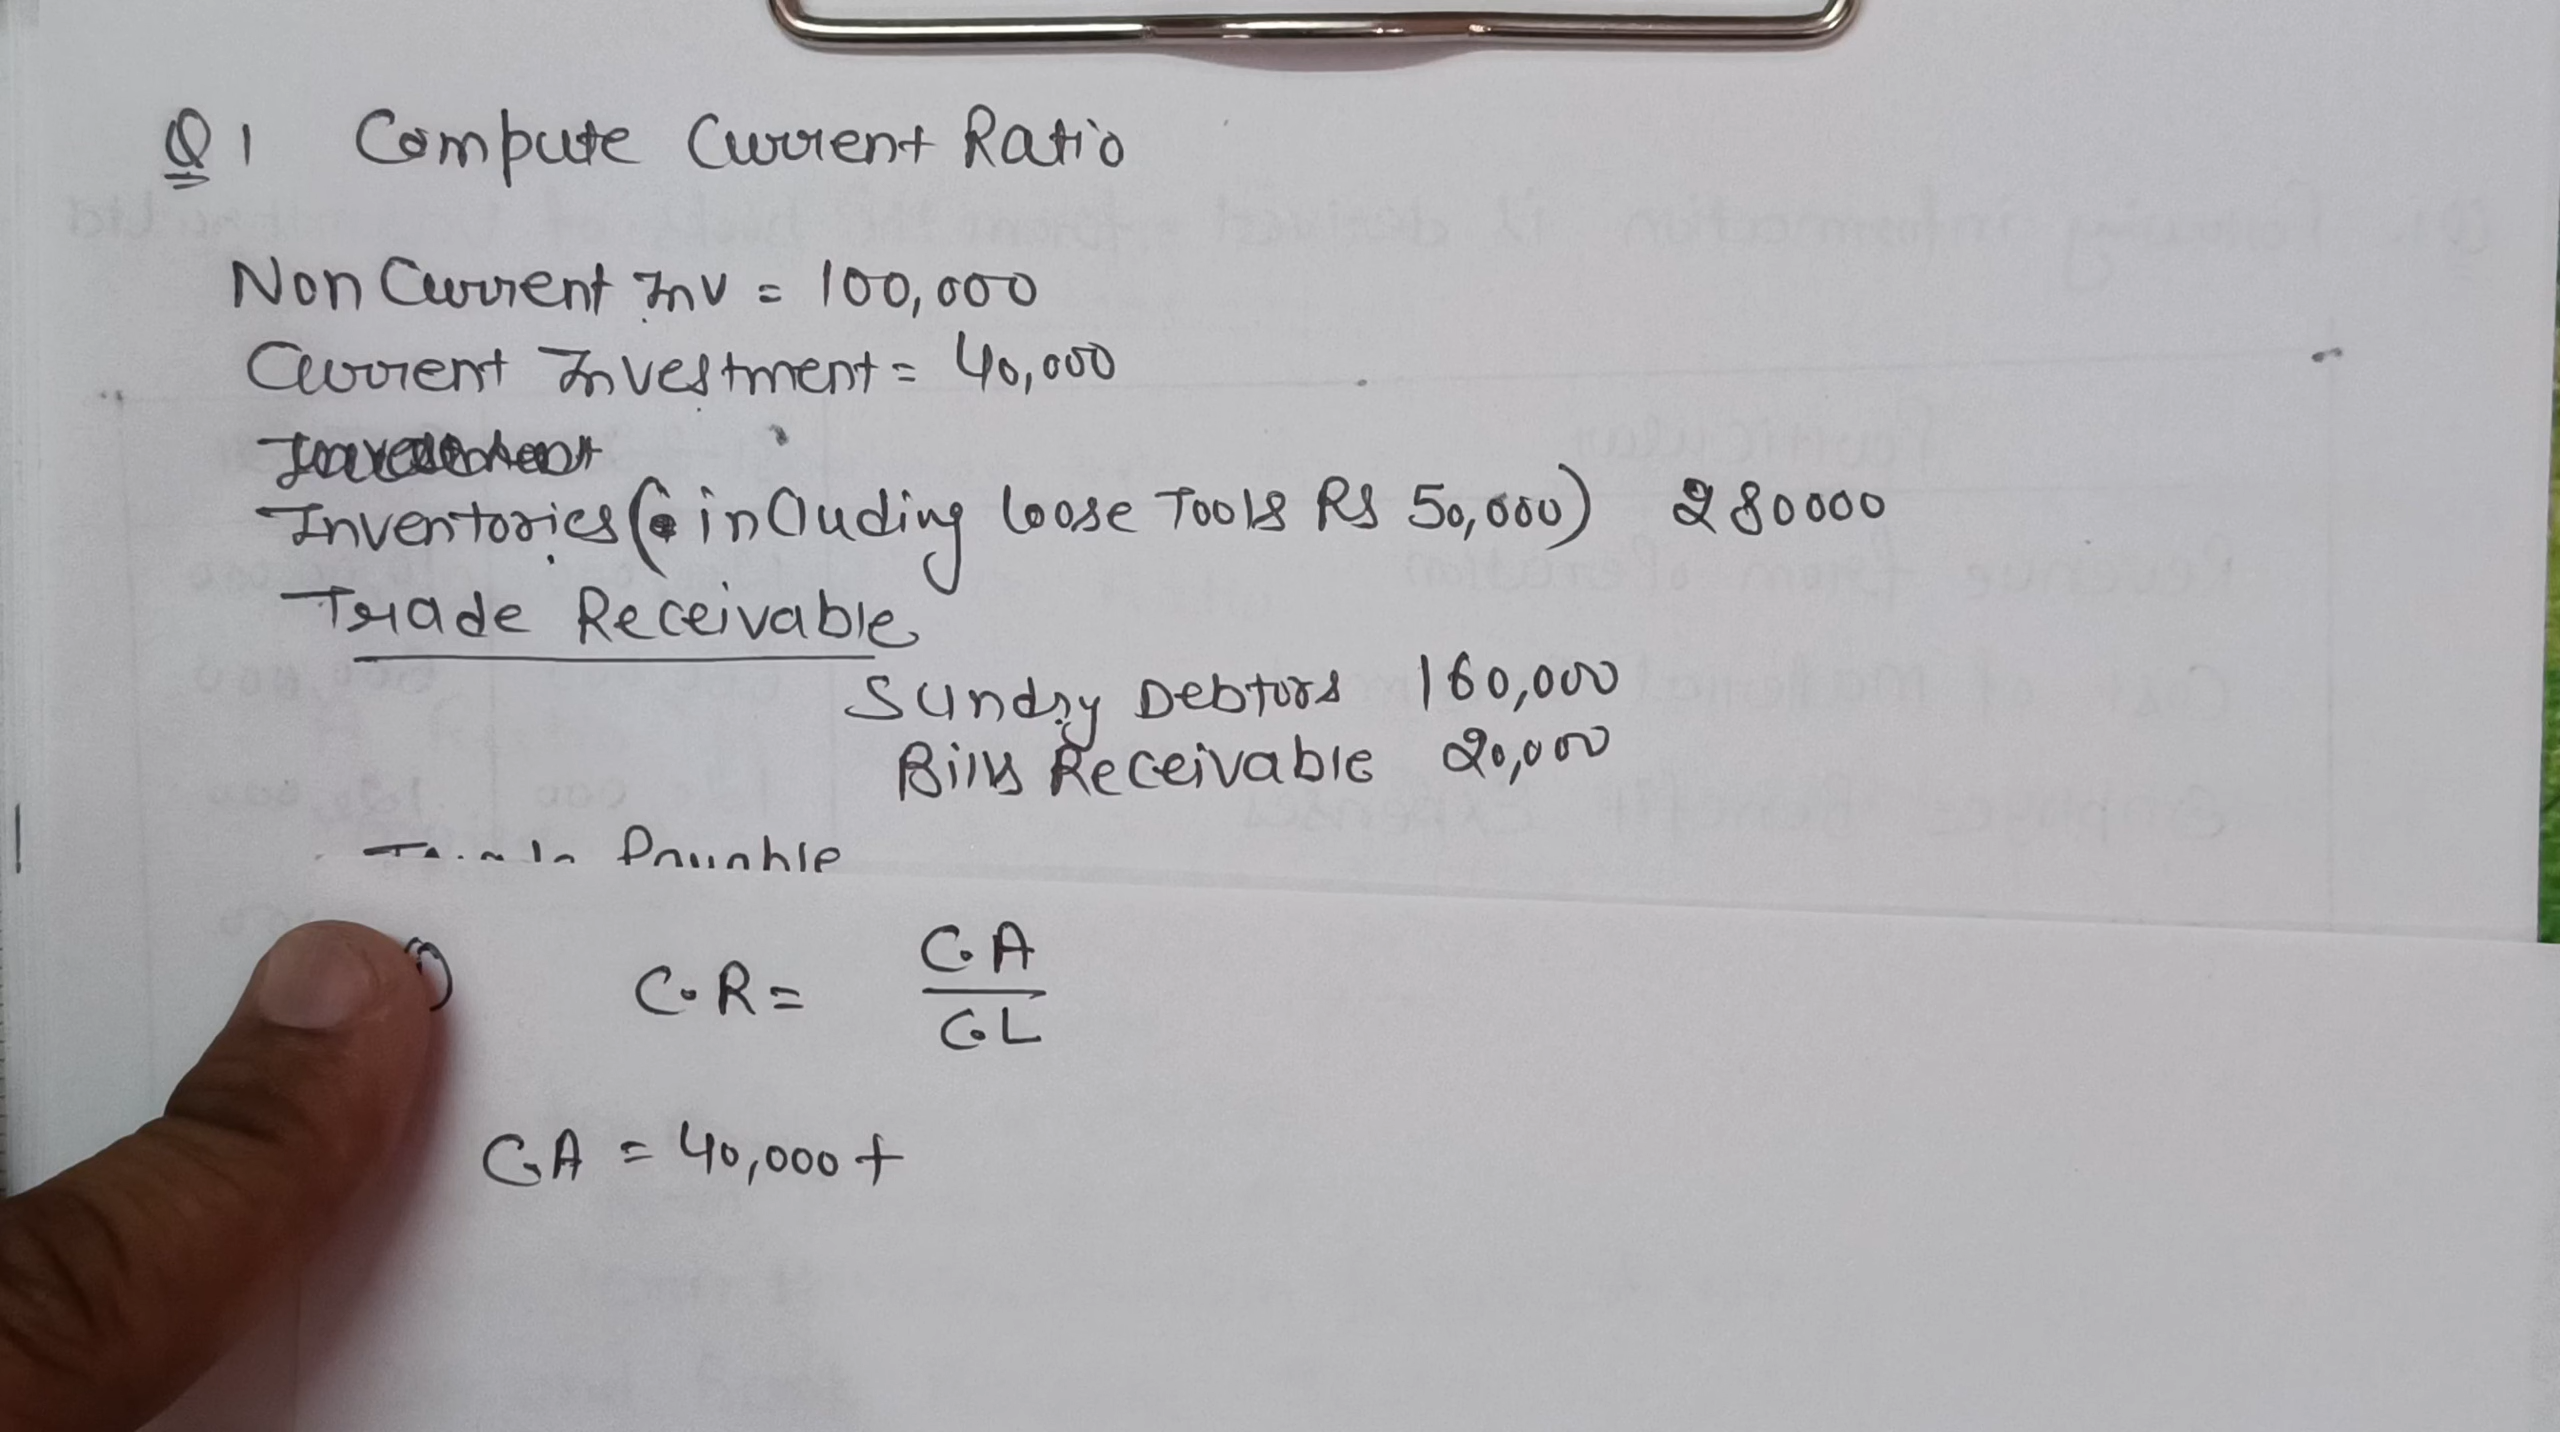 Q1 Compute Current Ratio
Non Current Inv = 100,000
Current Investment = 40,000
Inventories (including loose Tools Rs 50,000) 280000
Trade Receivable
Sundry Debtors 160,000
Bills Receivable 20,000
Payable
C.R = C.A
C.L
C.A = 40,000 +